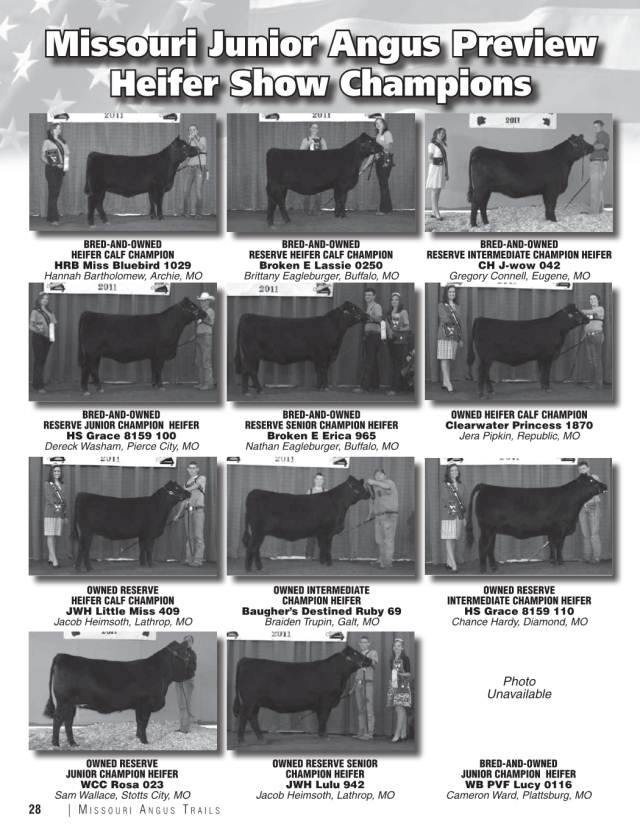 Missouri Junior Angus Preview
Heifer Show Champions
2011
2011
2011
BRED-AND-OWNED
HEIFER CALF CHAMPION
HRB Miss Bluebird 1029
Hannah Bartholomew, Archie, MO
BRED-AND-OWNED
RESERVE HEIFER CALF CHAMPION
Broken E Lassie 0250
Brittany Eagleburger, Buffalo, MO
BRED-AND-OWNED
RESERVE INTERMEDIATE CHAMPION HEIFER
CH J-wow 042
Gregory Connell, Eugene, MO
2011
2011
BRED-AND-OWNED
RESERVE JUNIOR CHAMPION HEIFER
HS Grace 8159 100
Dereck Washam, Pierce City, MO
BRED-AND-OWNED
RESERVE SENIOR CHAMPION HEIFER
Broken E Erica 965
Nathan Eagleburger, Buffalo, MO
OWNED HEIFER CALF CHAMPION
Clearwater Princess 1870
Jera Pipkin, Republic, MO
2011
2011
OWNED RESERVE
HEIFER CALF CHAMPION
JWH Little Miss 409
Jacob Heimsoth, Lathrop, MO
OWNED INTERMEDIATE
CHAMPION HEIFER
Baugher's Destined Ruby 69
Braiden Trupin, Galt, MO
OWNED RESERVE
INTERMEDIATE CHAMPION HEIFER
HS Grace 8159 110
Chance Hardy, Diamond, MO
2011
Photo
Unavailable
OWNED RESERVE
JUNIOR CHAMPION HEIFER
WCC Rosa 023
Sam Wallace, Stotts City, MO
OWNED RESERVE SENIOR
CHAMPION HEIFER
JWH Lulu 942
Jacob Heimsoth, Lathrop, MO
BRED-AND-OWNED
JUNIOR CHAMPION HEIFER
WB PVF Lucy 0116
Cameron Ward, Plattsburg, MO
28 | MISSOURI ANGUS TRAILS